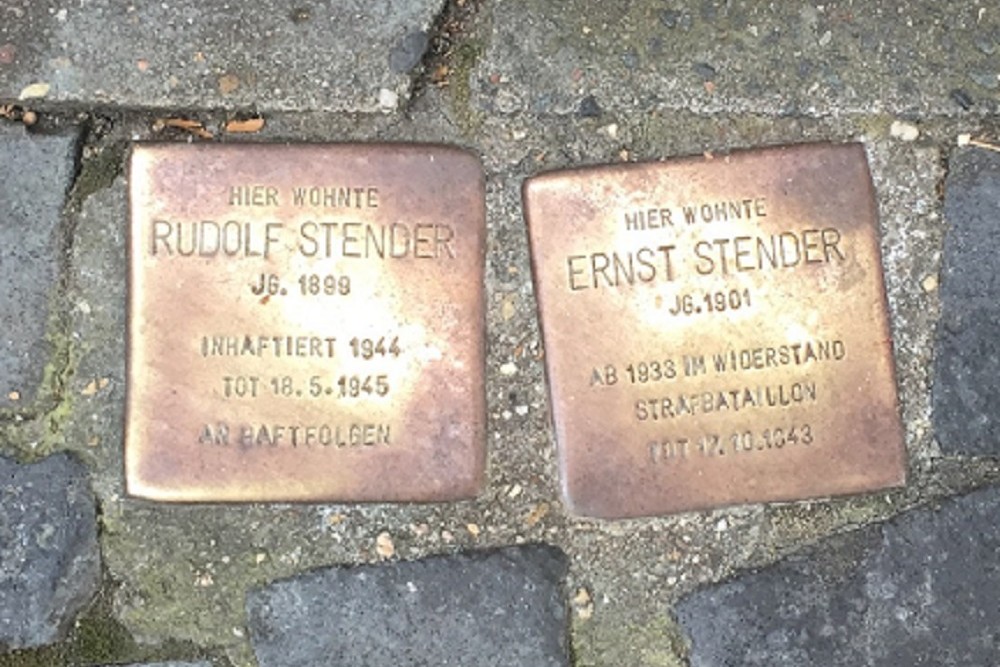 HIER WOHNTE
RUDOLF STENDER
JG. 1899
INHAFTIERT 1944
TOT 18.5.1945
AN HAFTFOLGEN
HIER WOHNTE
ERNST STENDER
JG.1901
AB 1933 IM WIDERSTAND
STRAFBATAILLON
TOT 17.10.1943